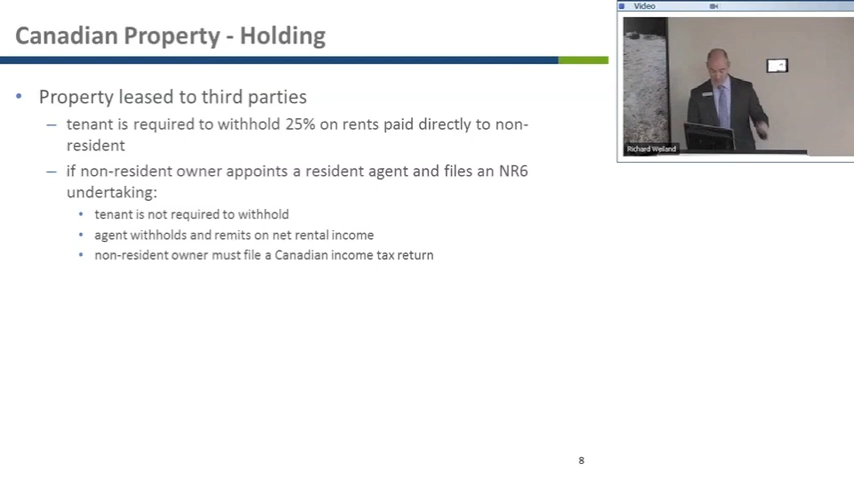 Canadian Property - Holding
• Property leased to third parties
– tenant is required to withhold 25% on rents paid directly to non-
resident
– if non-resident owner appoints a resident agent and files an NR6
undertaking:
• tenant is not required to withhold
• agent withholds and remits on net rental income
• non-resident owner must file a Canadian income tax return
8
Video
Richard Weiland